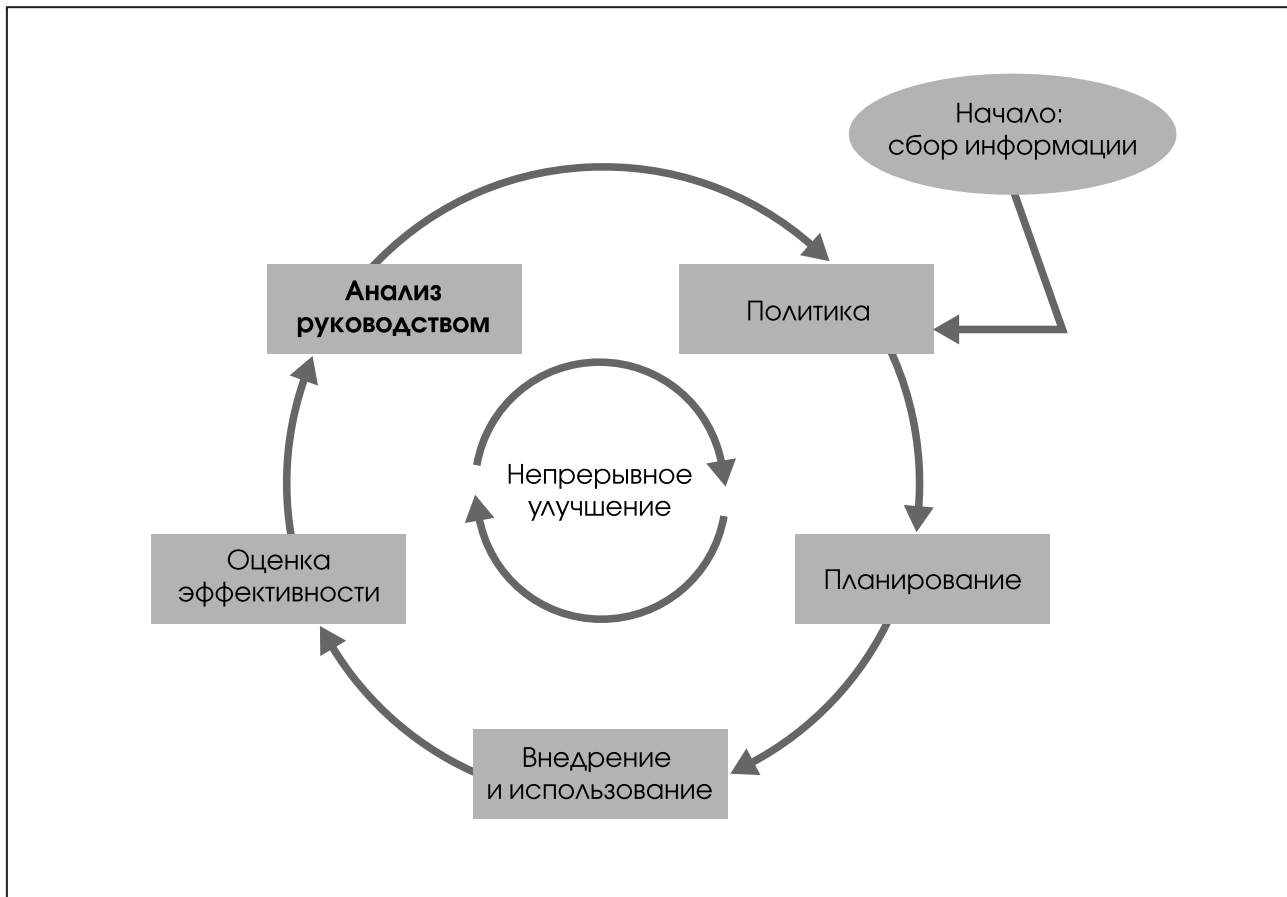 Начало:
сбор информации
Анализ
руководством
Политика
Непрерывное
улучшение
Оценка
эффективности
Планирование
Внедрение
и использование